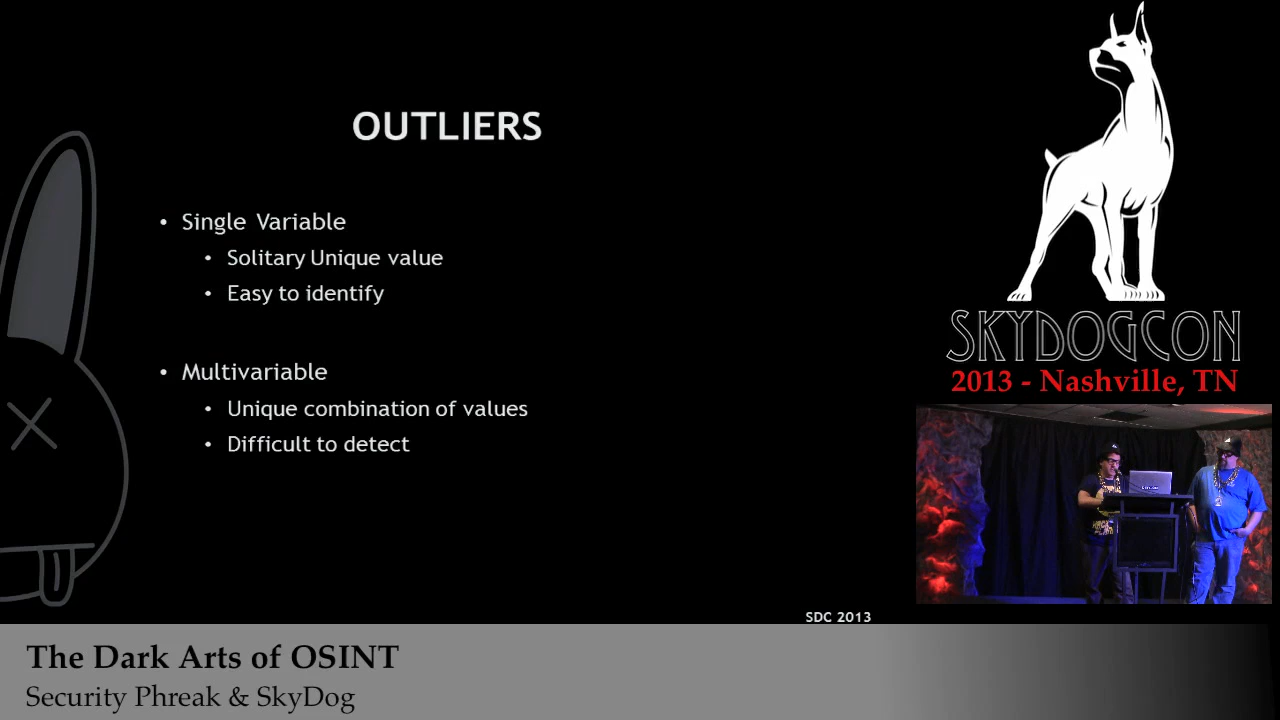 OUTLIERS
• Single Variable
• Solitary Unique value
• Easy to identify
• Multivariable
• Unique combination of values
• Difficult to detect
SDC 2013
SKYDOGCON
2013 - Nashville, TN
The Dark Arts of OSINT
Security Phreak & SkyDog